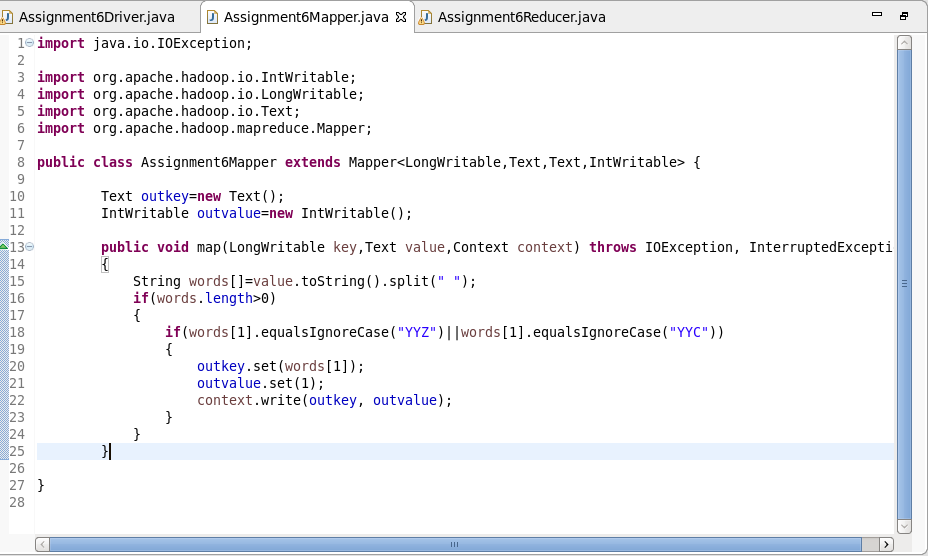 Assignment6Driver.java Assignment6Mapper.java Assignment6Reducer.java
1 import java.io.IOException;
2
3 import org.apache.hadoop.io.IntWritable;
4 import org.apache.hadoop.io.LongWritable;
5 import org.apache.hadoop.io.Text;
6 import org.apache.hadoop.mapreduce.Mapper;
7
8 public class Assignment6Mapper extends Mapper<LongWritable,Text,Text,IntWritable> {
9
10         Text outkey=new Text();
11         IntWritable outvalue=new IntWritable();
12
13         public void map(LongWritable key,Text value,Context context) throws IOException, InterruptedExcepti
14         {
15             String words[]=value.toString().split(" ");
16             if(words.length>0)
17             {
18                 if(words[1].equalsIgnoreCase("YYZ")||words[1].equalsIgnoreCase("YYC"))
19                 {
20                     outkey.set(words[1]);
21                     outvalue.set(1);
22                     context.write(outkey, outvalue);
23                 }
24             }
25         }
26
27 }
28